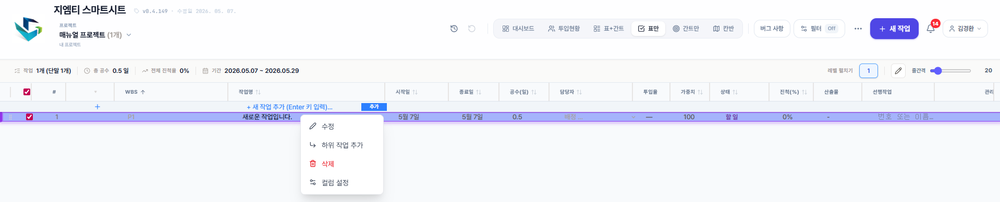 지엠티 스마트시트 v0.4.149 · 수정일 2026. 05. 07.
프로젝트
매뉴얼 프로젝트 (1개)
내 프로젝트
대시보드 투입현황 표+간트 표만 간트만 칸반 버그 사항 필터 Off ··· + 새 작업 14 김경환
작업 1개 (단말 1개) 총 공수 0.5 일 전체 진척율 0% 기간 2026.05.07 ~ 2026.05.29 레벨 펼치기 1 줄간격 20
# WBS 작업명 시작일 종료일 공수(일) 담당자 투입율 가중치 상태 진척(%) 산출물 선행작업 관리
+ + 새 작업 추가 (Enter 키 입력)... 추가
1 P1 새로운 작업입니다. 5월 7일 5월 7일 0.5 배정 ... — 100 할 일 0% - 번호 또는 이름...
수정
하위 작업 추가
삭제
컬럼 설정